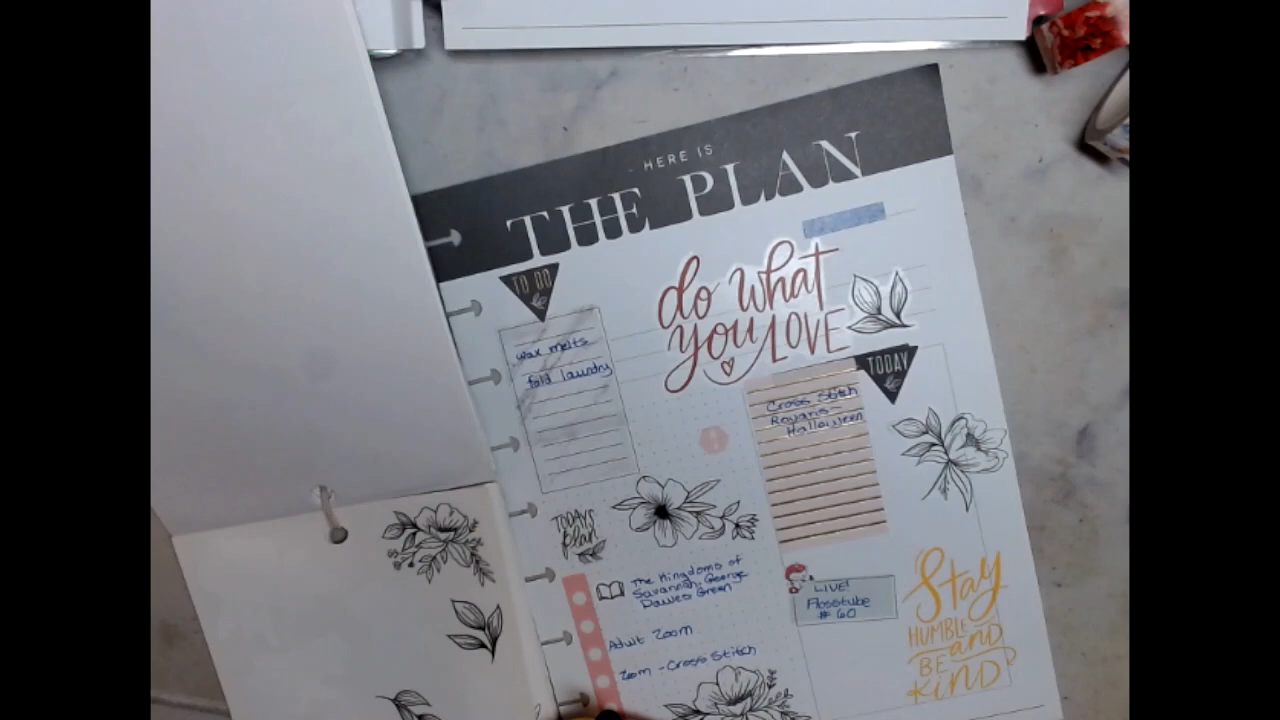 - HERE IS
THE PLAN
TO DO
wax melts
fold laundry
do what
you LOVE
TODAY
Cross Stitch
Royans-
Halloween
TODAY'S
plan
The Kingdoms of
Savannah, George
Dawes Green
Adult Zoom
Zoom - Cross Stitch
LIVE!
Flosstube
# 60
Stay
HUMBLE and
BE
KIND